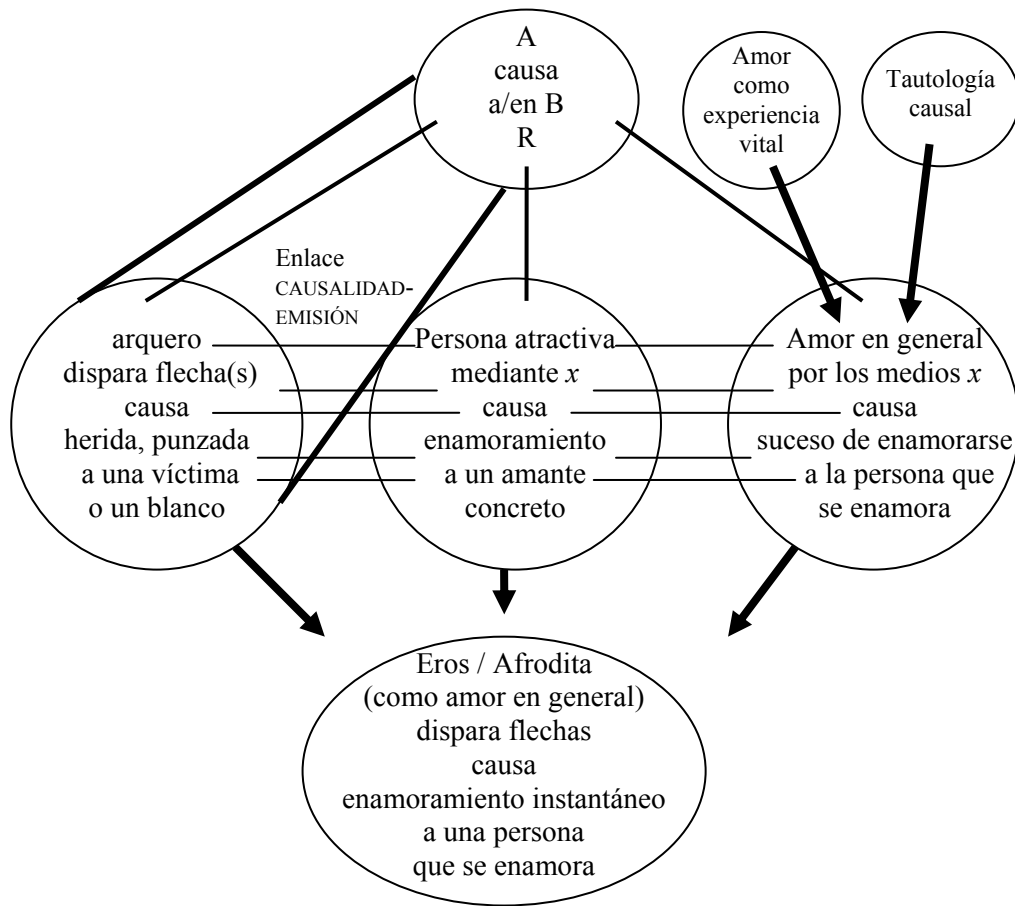 A
causa
a/en B
R
Amor
como
experiencia
vital
Tautología
causal
Enlace
CAUSALIDAD-
EMISIÓN
arquero
dispara flecha(s)
causa
herida, punzada
a una víctima
o un blanco
Persona atractiva
mediante x
causa
enamoramiento
a un amante
concreto
Amor en general
por los medios x
causa
suceso de enamorarse
a la persona que
se enamora
Eros / Afrodita
(como amor en general)
dispara flechas
causa
enamoramiento instantáneo
a una persona
que se enamora